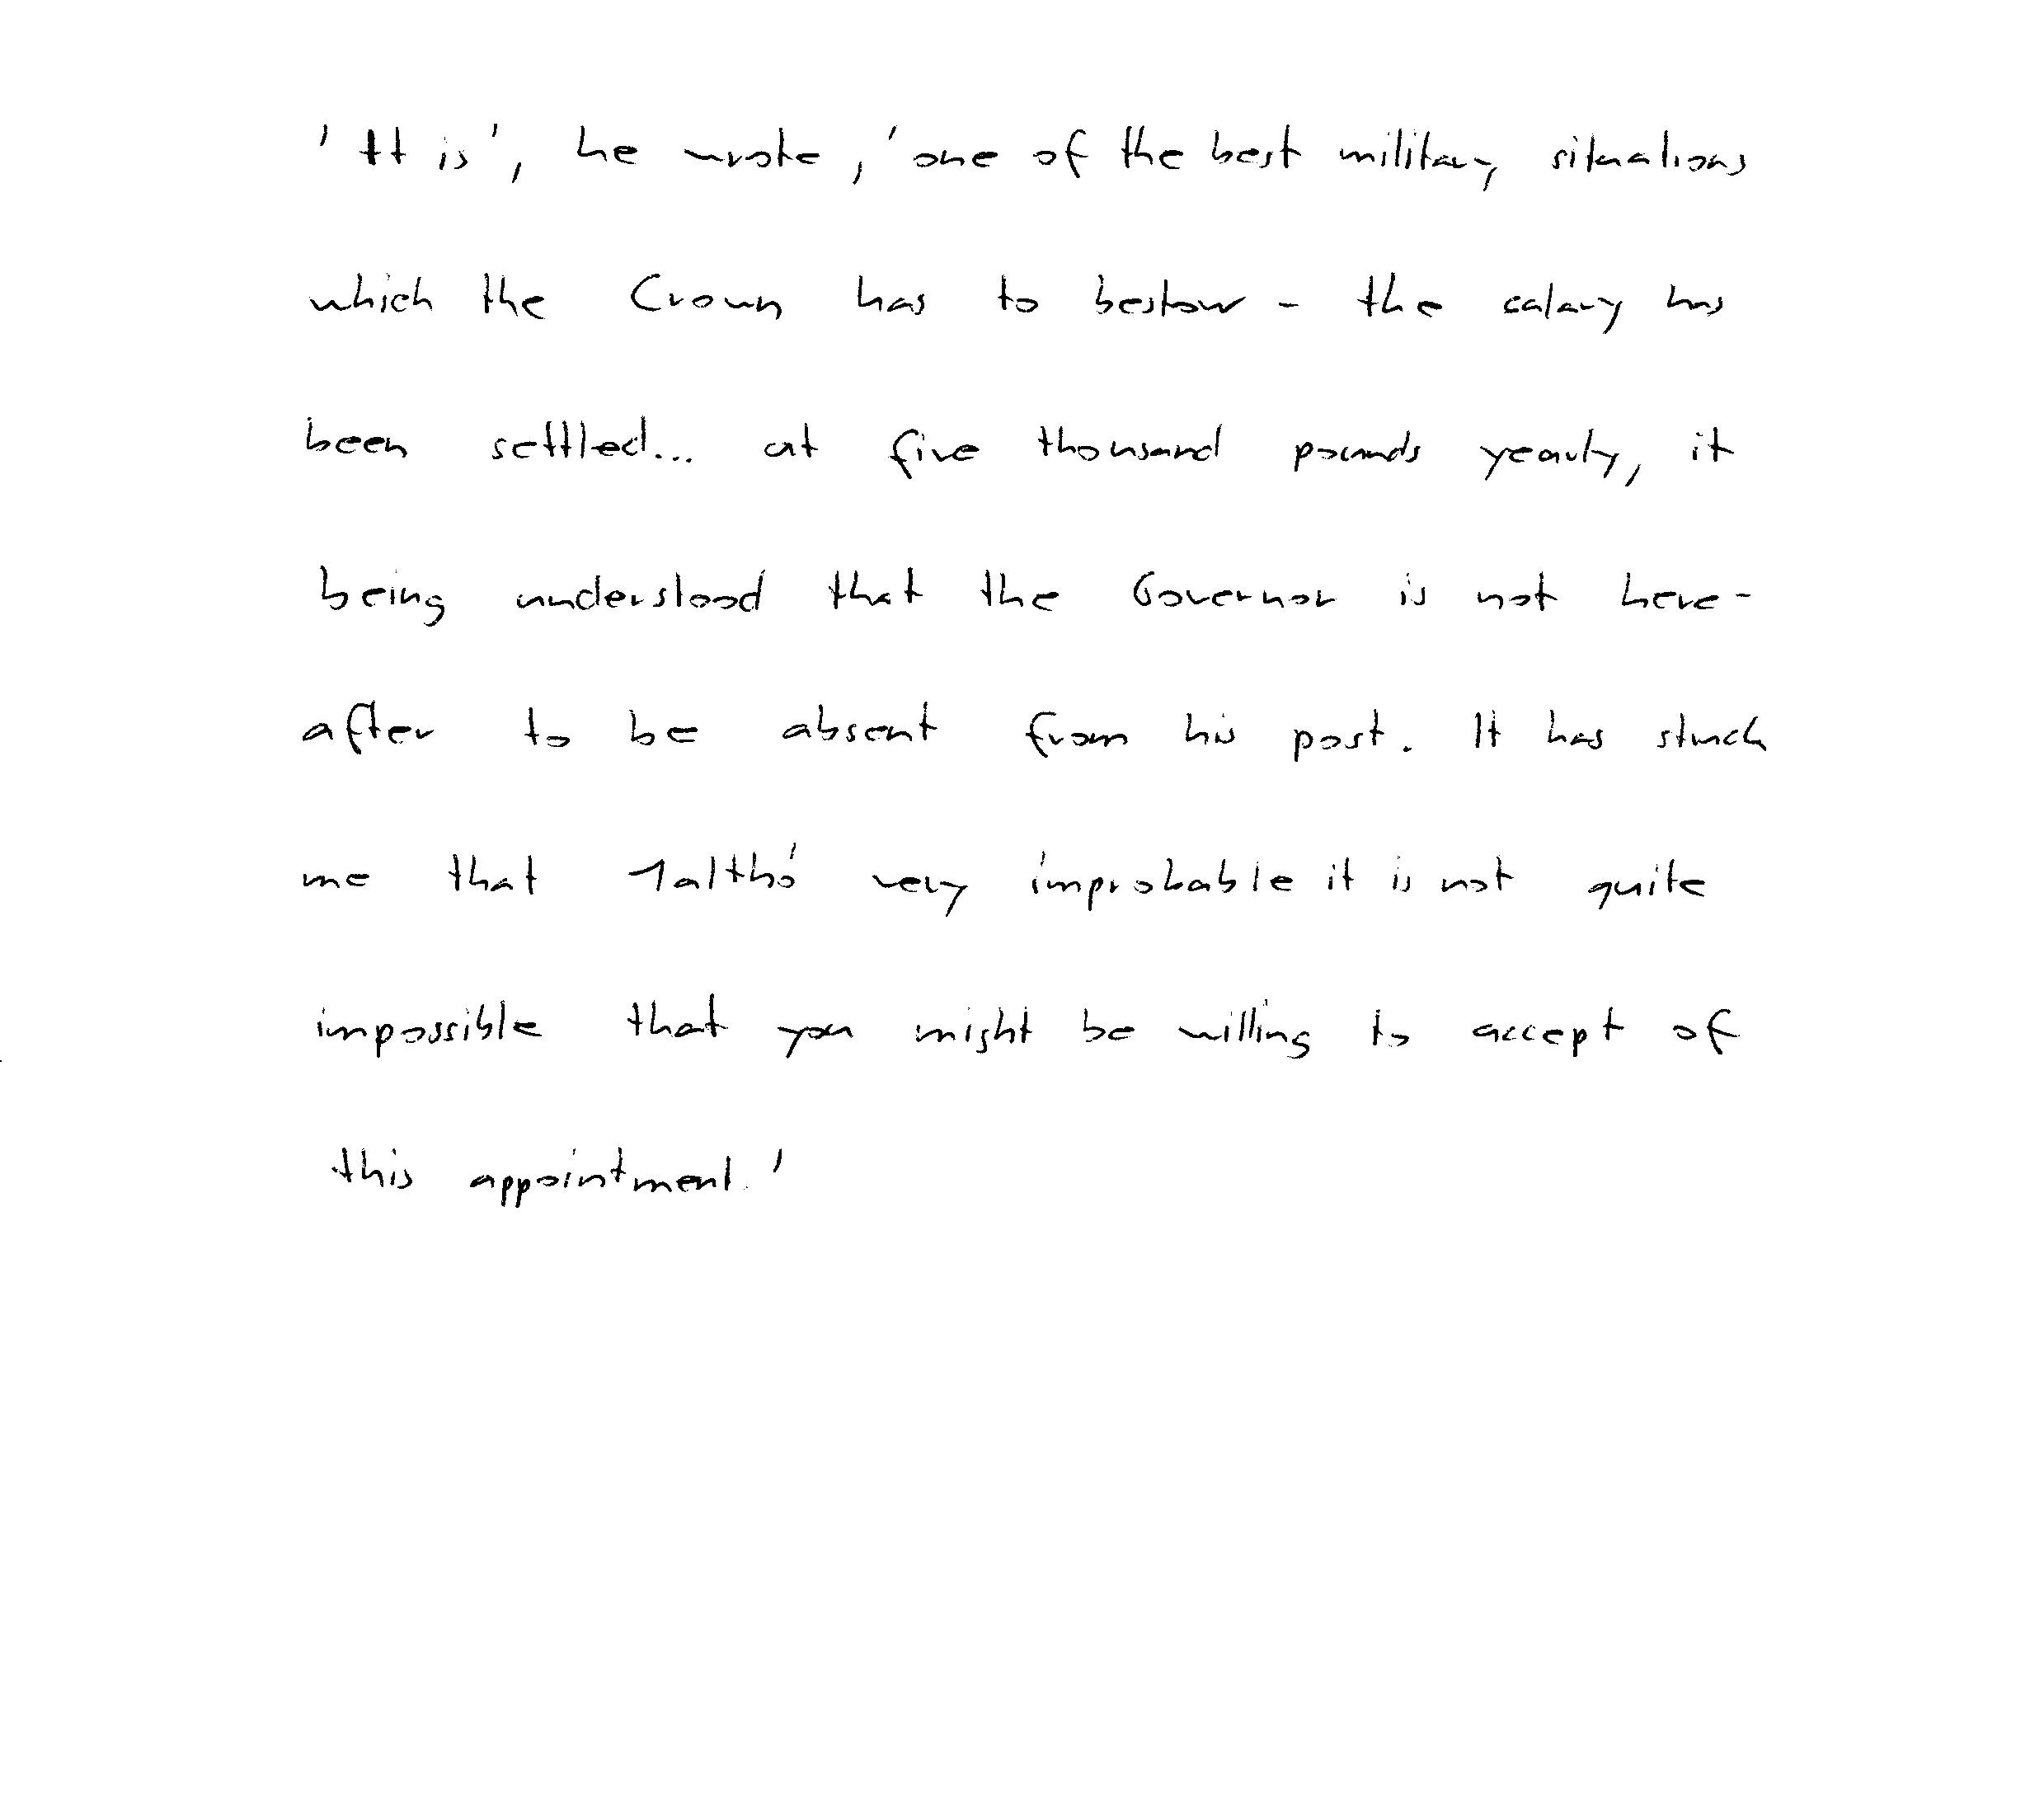 'It is', he wrote, 'one of the best military situations
which the Crown has to bestow - the salary has
been settled... at five thousand pounds yearly, it
being understood that the Governor is not here-
after to be absent from his post. It has stuck
me that altho' very improbable it is not quite
impossible that you might be willing to accept of
this appointment.'